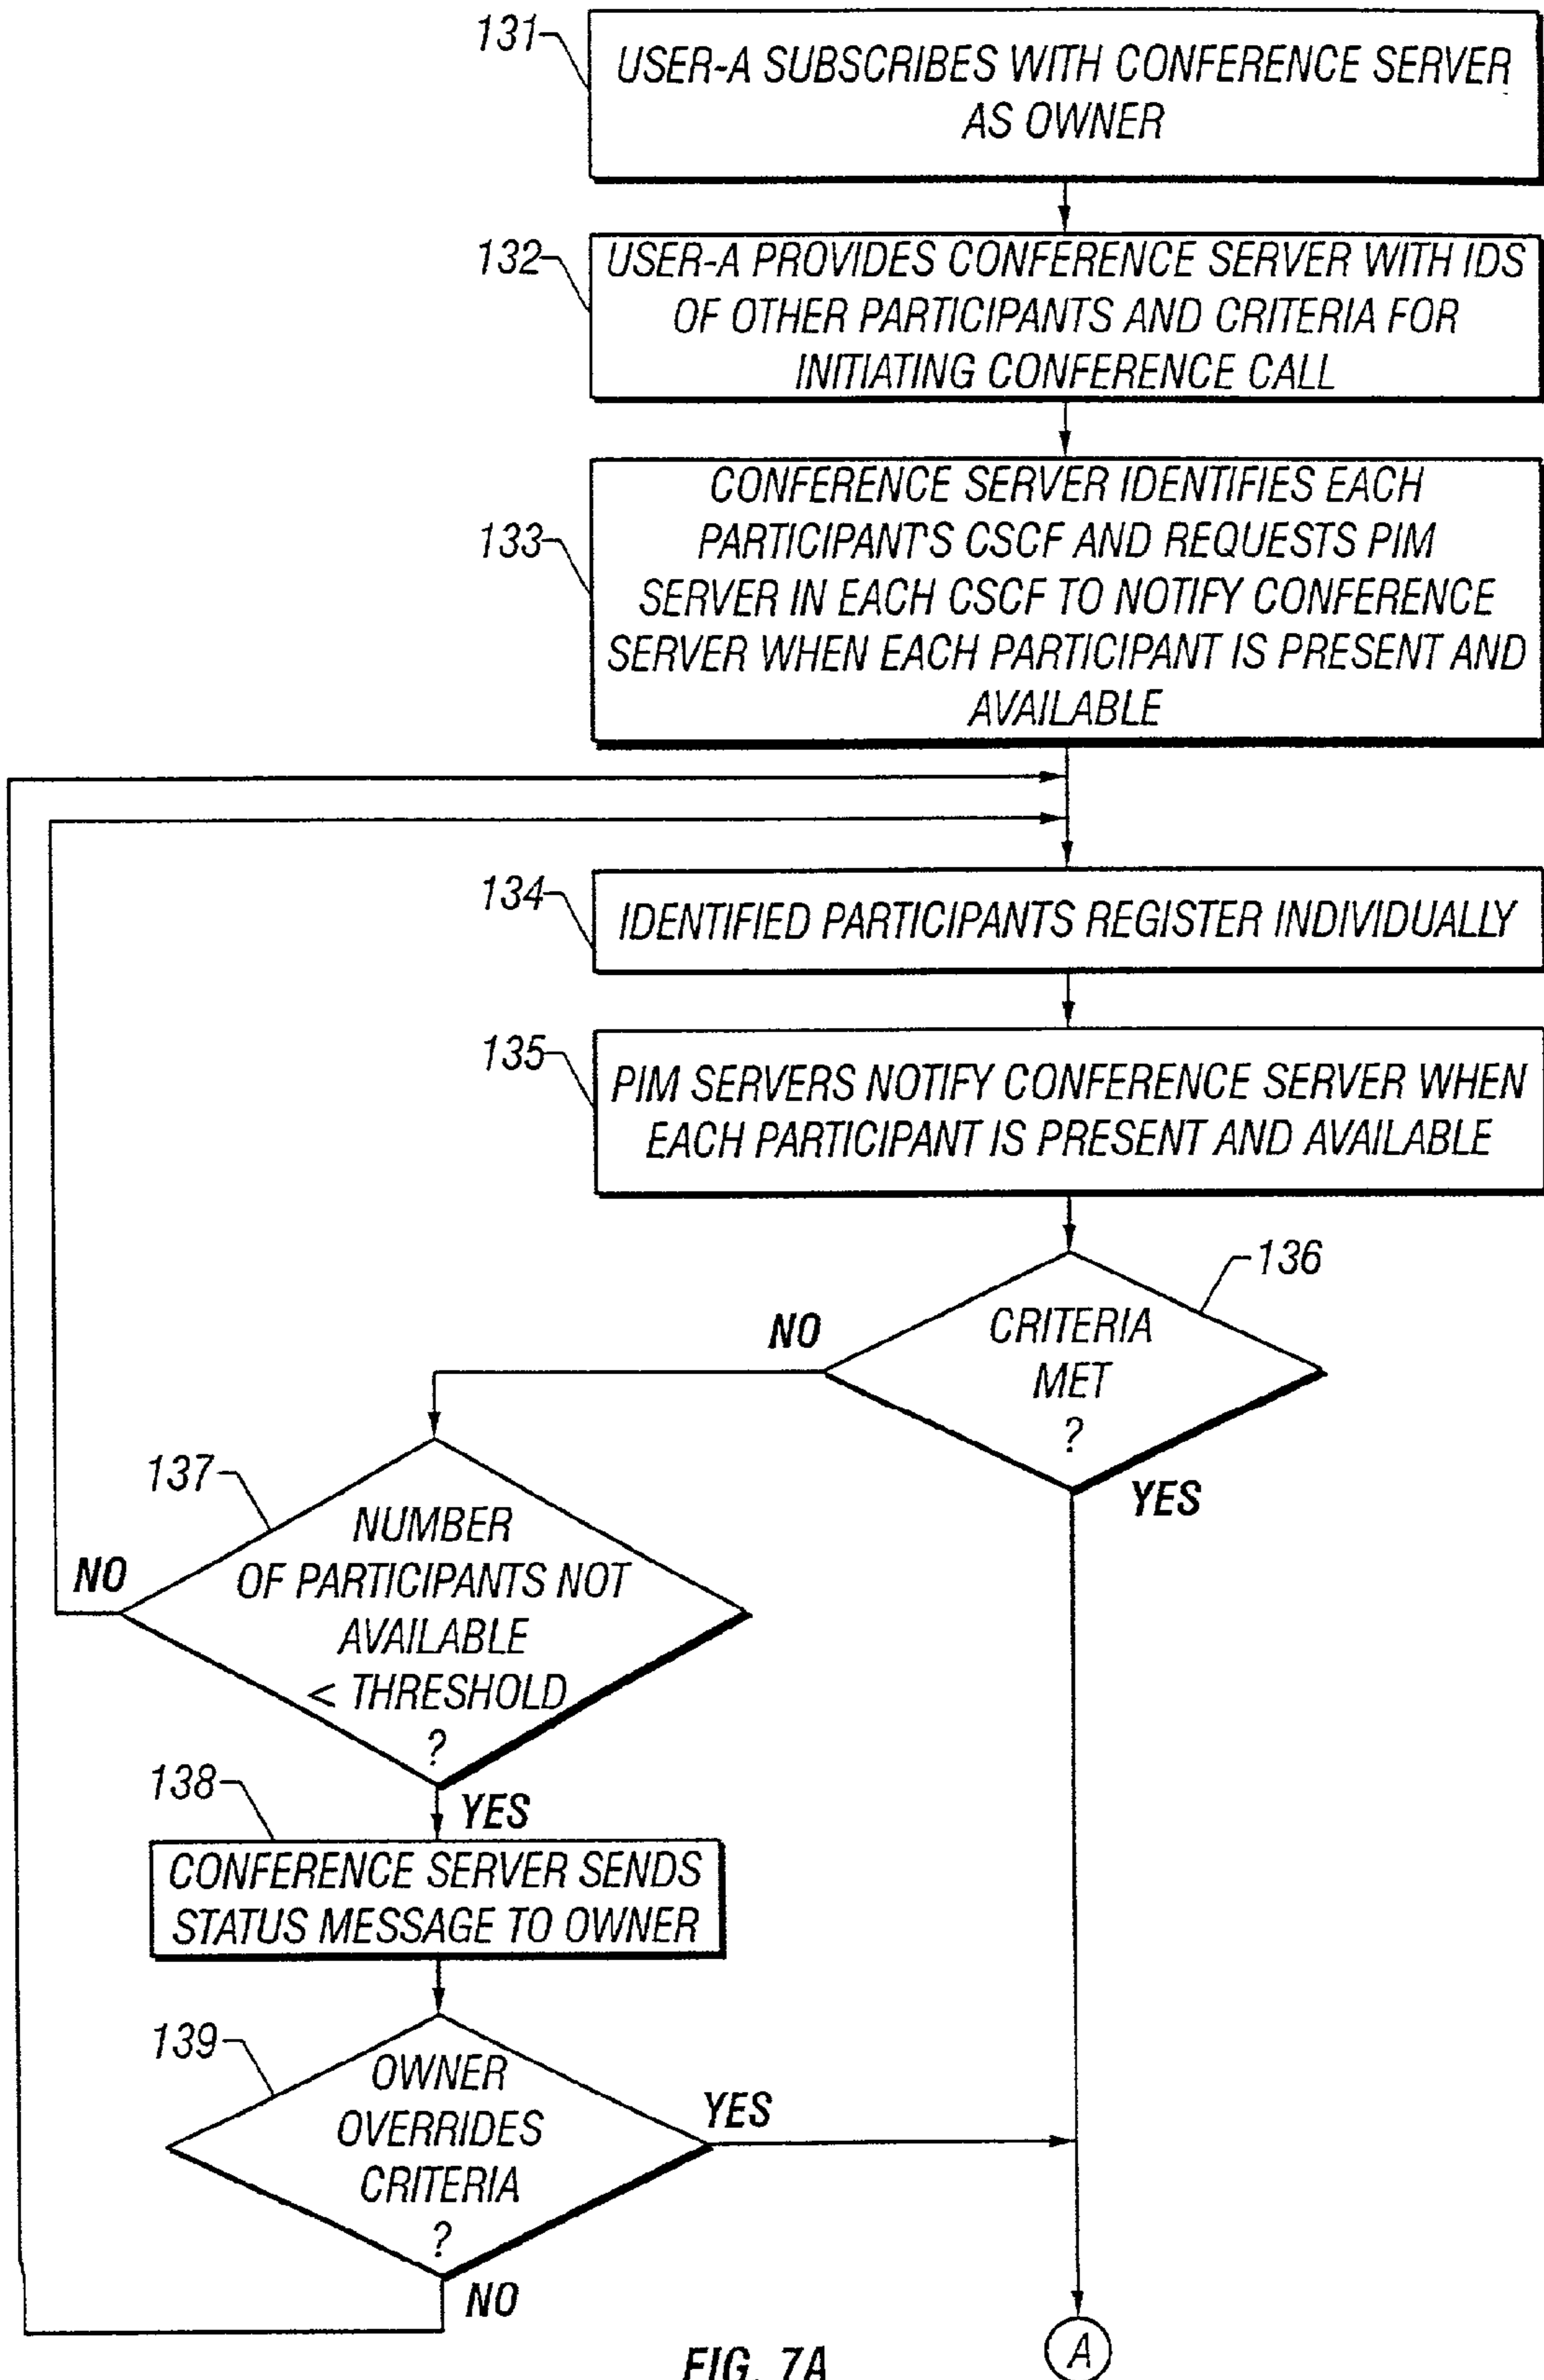 131
USER-A SUBSCRIBES WITH CONFERENCE SERVER
AS OWNER
132
USER-A PROVIDES CONFERENCE SERVER WITH IDS
OF OTHER PARTICIPANTS AND CRITERIA FOR
INITIATING CONFERENCE CALL
133
CONFERENCE SERVER IDENTIFIES EACH
PARTICIPANT'S CSCF AND REQUESTS PIM
SERVER IN EACH CSCF TO NOTIFY CONFERENCE
SERVER WHEN EACH PARTICIPANT IS PRESENT AND
AVAILABLE
134
IDENTIFIED PARTICIPANTS REGISTER INDIVIDUALLY
135
PIM SERVERS NOTIFY CONFERENCE SERVER WHEN
EACH PARTICIPANT IS PRESENT AND AVAILABLE
136
CRITERIA
MET
?
NO
YES
137
NUMBER
OF PARTICIPANTS NOT
AVAILABLE
< THRESHOLD
?
NO
YES
138
CONFERENCE SERVER SENDS
STATUS MESSAGE TO OWNER
139
OWNER
OVERRIDES
CRITERIA
?
YES
NO
A
FIG. 7A